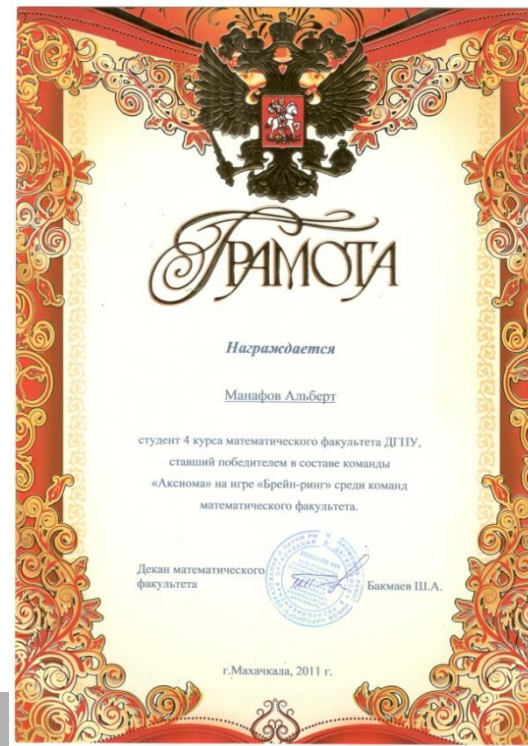 ГРАМОТА
Награждается
Манафов Альберт
студент 4 курса математического факультета ДГПУ,
ставший победителем в составе команды
«Аксиома» на игре «Брейн-ринг» среди команд
математического факультета.
Декан математического
факультета
Бакмаев Ш.А.
г.Махачкала, 2011 г.